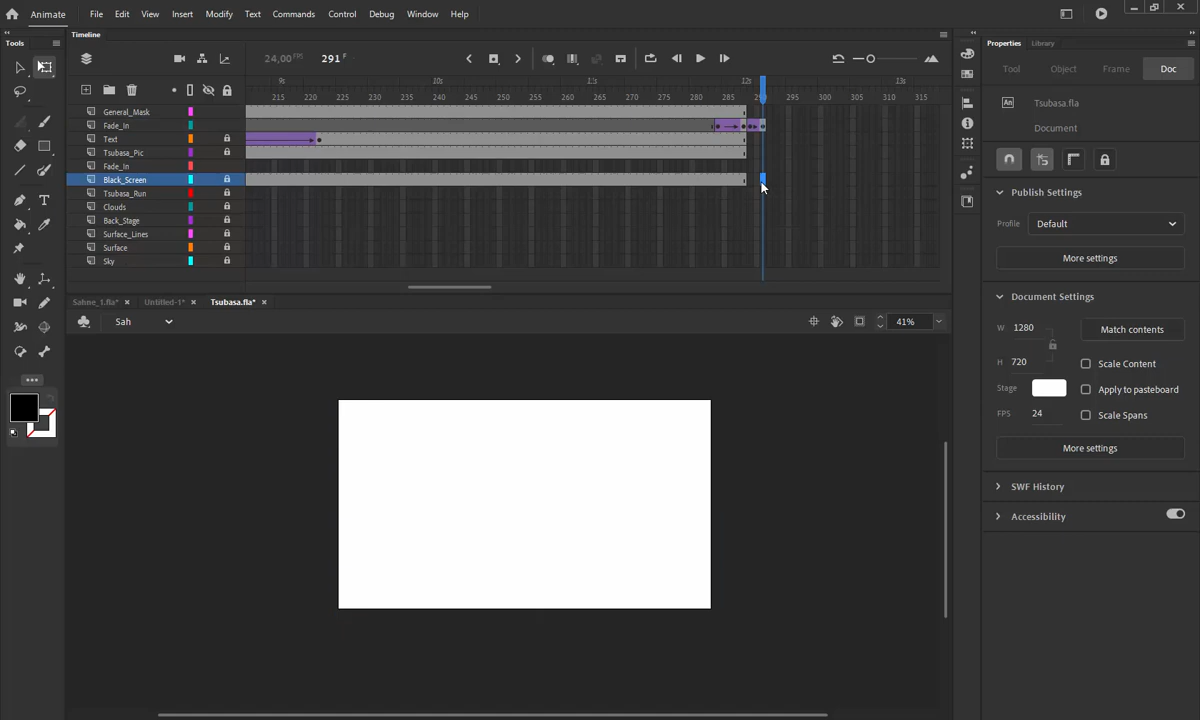 Animate File Edit View Insert Modify Text Commands Control Debug Window Help
Tools
Timeline
Properties Library
24,00 FPS 291 F
Tool Object Frame Doc
9s 10s 11s 12s 13s
215 220 225 230 235 240 245 250 255 260 265 270 275 280 285 290 295 300 305 310 315
General_Mask
Fade_In
Text
Tsubasa_Pic
Fade_In
Black_Screen
Tsubasa_Run
Clouds
Back_Stage
Surface_Lines
Surface
Sky
An Tsubasa.fla
Document
Publish Settings
Profile Default
More settings
Document Settings
W 1280 Match contents
H 720 Scale Content
Stage Apply to pasteboard
FPS 24 Scale Spans
More settings
SWF History
Accessibility
Sahne_1.fla* × Untitled-1* × Tsubasa.fla* ×
Sah 41%